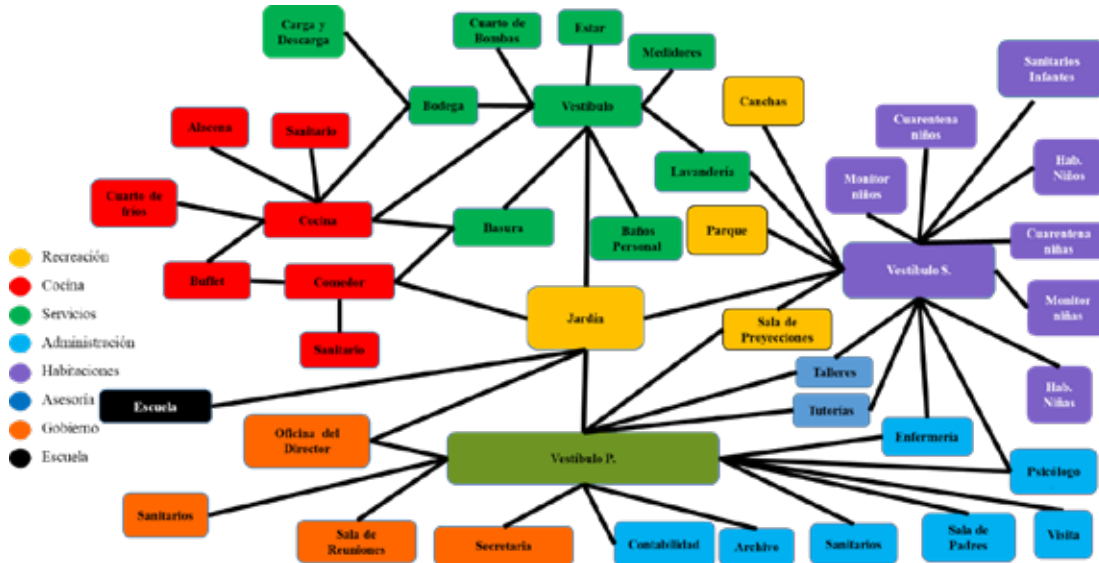 Carga y
Descarga
Cuarto de
Bombas
Estar
Medidores
Sanitarios
Infantes
Canchas
Bodega
Vestíbulo
Alacena
Sanitario
Cuarentena
niños
Lavandería
Hab.
Niños
Monitor
niños
Cuarto de
fríos
Cocina
Basura
Baños
Personal
Parque
Cuarentena
niñas
Recreación
Vestíbulo S.
Cocina
Buffet
Comedor
Monitor
niñas
Servicios
Jardín
Sala de
Proyecciones
Administración
Sanitario
Habitaciones
Talleres
Hab.
Niñas
Asesoría
Escuela
Tutorías
Gobierno
Oficina del
Director
Enfermería
Escuela
Vestíbulo P.
Psicólogo
Sanitarios
Sala de
Reuniones
Secretaria
Contabilidad
Archivo
Sanitarios
Sala de
Padres
Visita